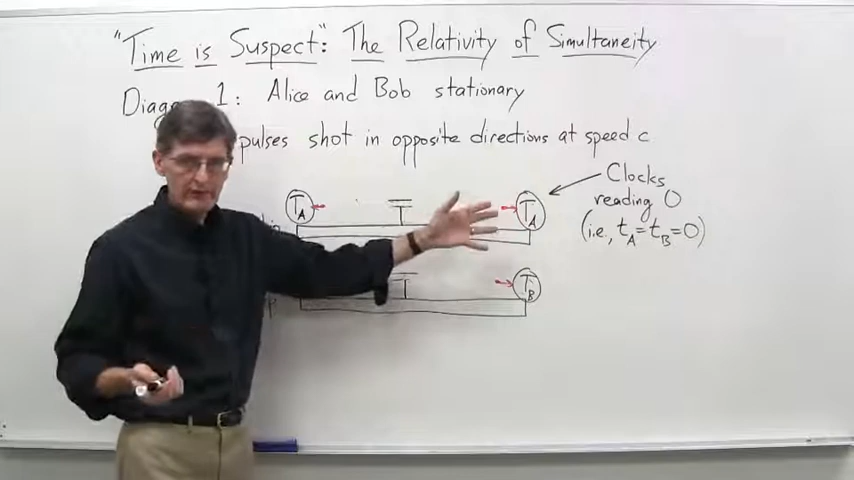 "Time is Suspect": The Relativity of Simultaneity
1: Alice and Bob stationary
pulses shot in opposite directions at speed c
Clocks
reading 0
(i.e., t_A = t_B = 0)
T_A T_A
T_B